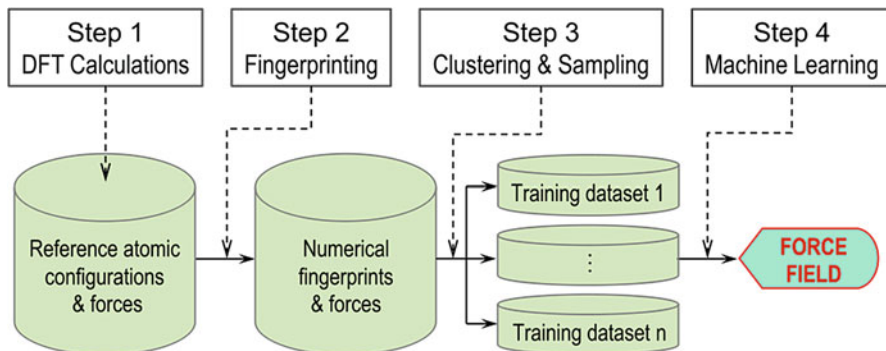 Step 1
DFT Calculations
Step 2
Fingerprinting
Step 3
Clustering & Sampling
Step 4
Machine Learning
Reference atomic
configurations
& forces
Numerical
fingerprints
& forces
Training dataset 1
⋮
Training dataset n
FORCE
FIELD